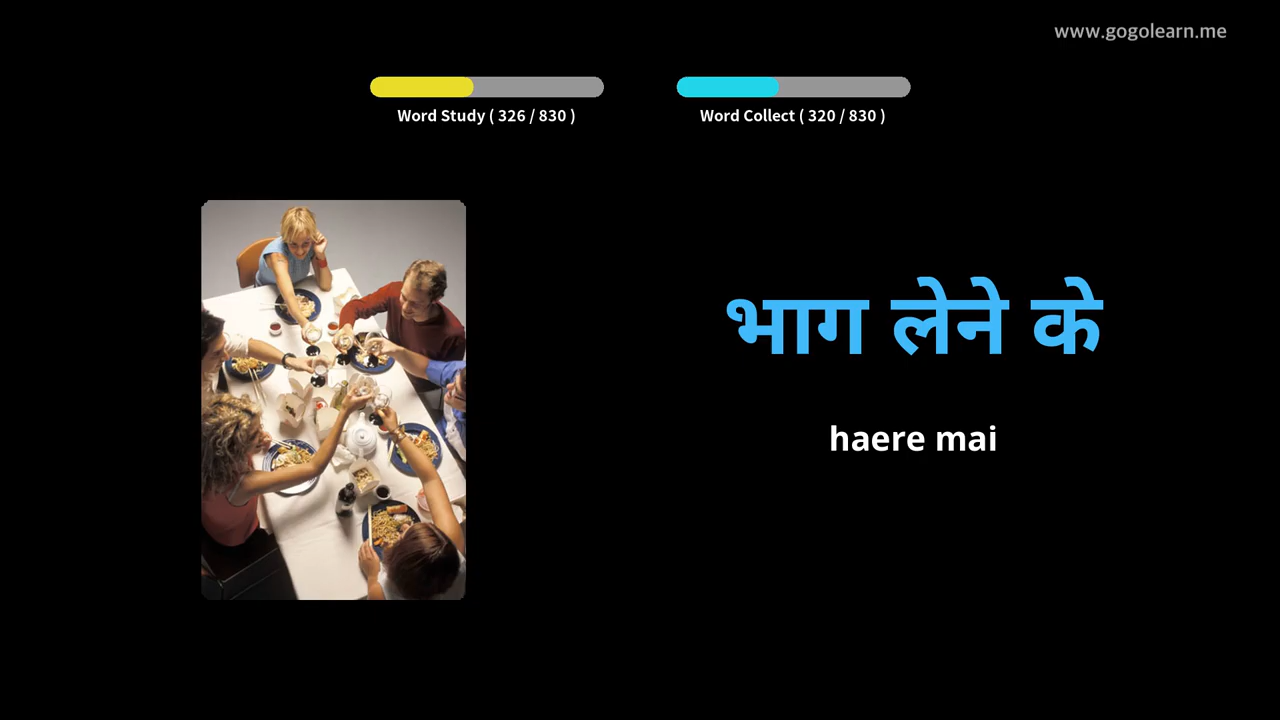 www.gogolearn.me
Word Study ( 326 / 830 )
Word Collect ( 320 / 830 )
भाग लेने के
haere mai